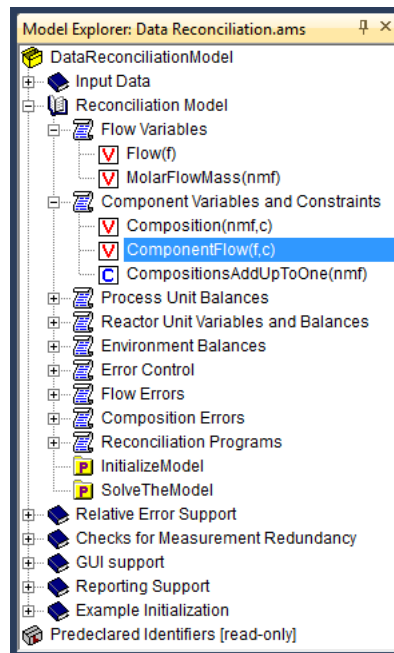 Model Explorer: Data Reconciliation.ams
DataReconciliationModel
Input Data
Reconciliation Model
Flow Variables
V Flow(f)
V MolarFlowMass(nmf)
Component Variables and Constraints
V Composition(nmf,c)
V ComponentFlow(f,c)
C CompositionsAddUpToOne(nmf)
Process Unit Balances
Reactor Unit Variables and Balances
Environment Balances
Error Control
Flow Errors
Composition Errors
Reconciliation Programs
P InitializeModel
P SolveTheModel
Relative Error Support
Checks for Measurement Redundancy
GUI support
Reporting Support
Example Initialization
Predeclared Identifiers [read-only]